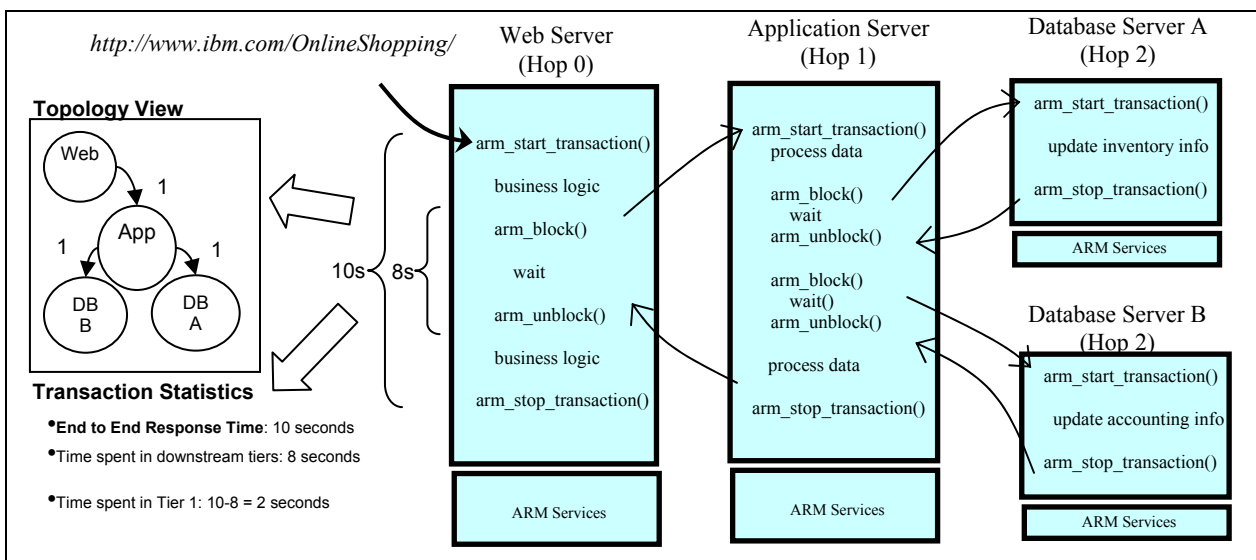 http://www.ibm.com/OnlineShopping/
Topology View
Web
1
App
1
1
DB
B
DB
A
Transaction Statistics
•End to End Response Time: 10 seconds
•Time spent in downstream tiers: 8 seconds
•Time spent in Tier 1: 10-8 = 2 seconds
10s
8s
Web Server
(Hop 0)
arm_start_transaction()
business logic
arm_block()
wait
arm_unblock()
business logic
arm_stop_transaction()
ARM Services
Application Server
(Hop 1)
arm_start_transaction()
process data
arm_block()
wait
arm_unblock()
arm_block()
wait()
arm_unblock()
process data
arm_stop_transaction()
ARM Services
Database Server A
(Hop 2)
arm_start_transaction()
update inventory info
arm_stop_transaction()
ARM Services
Database Server B
(Hop 2)
arm_start_transaction()
update accounting info
arm_stop_transaction()
ARM Services